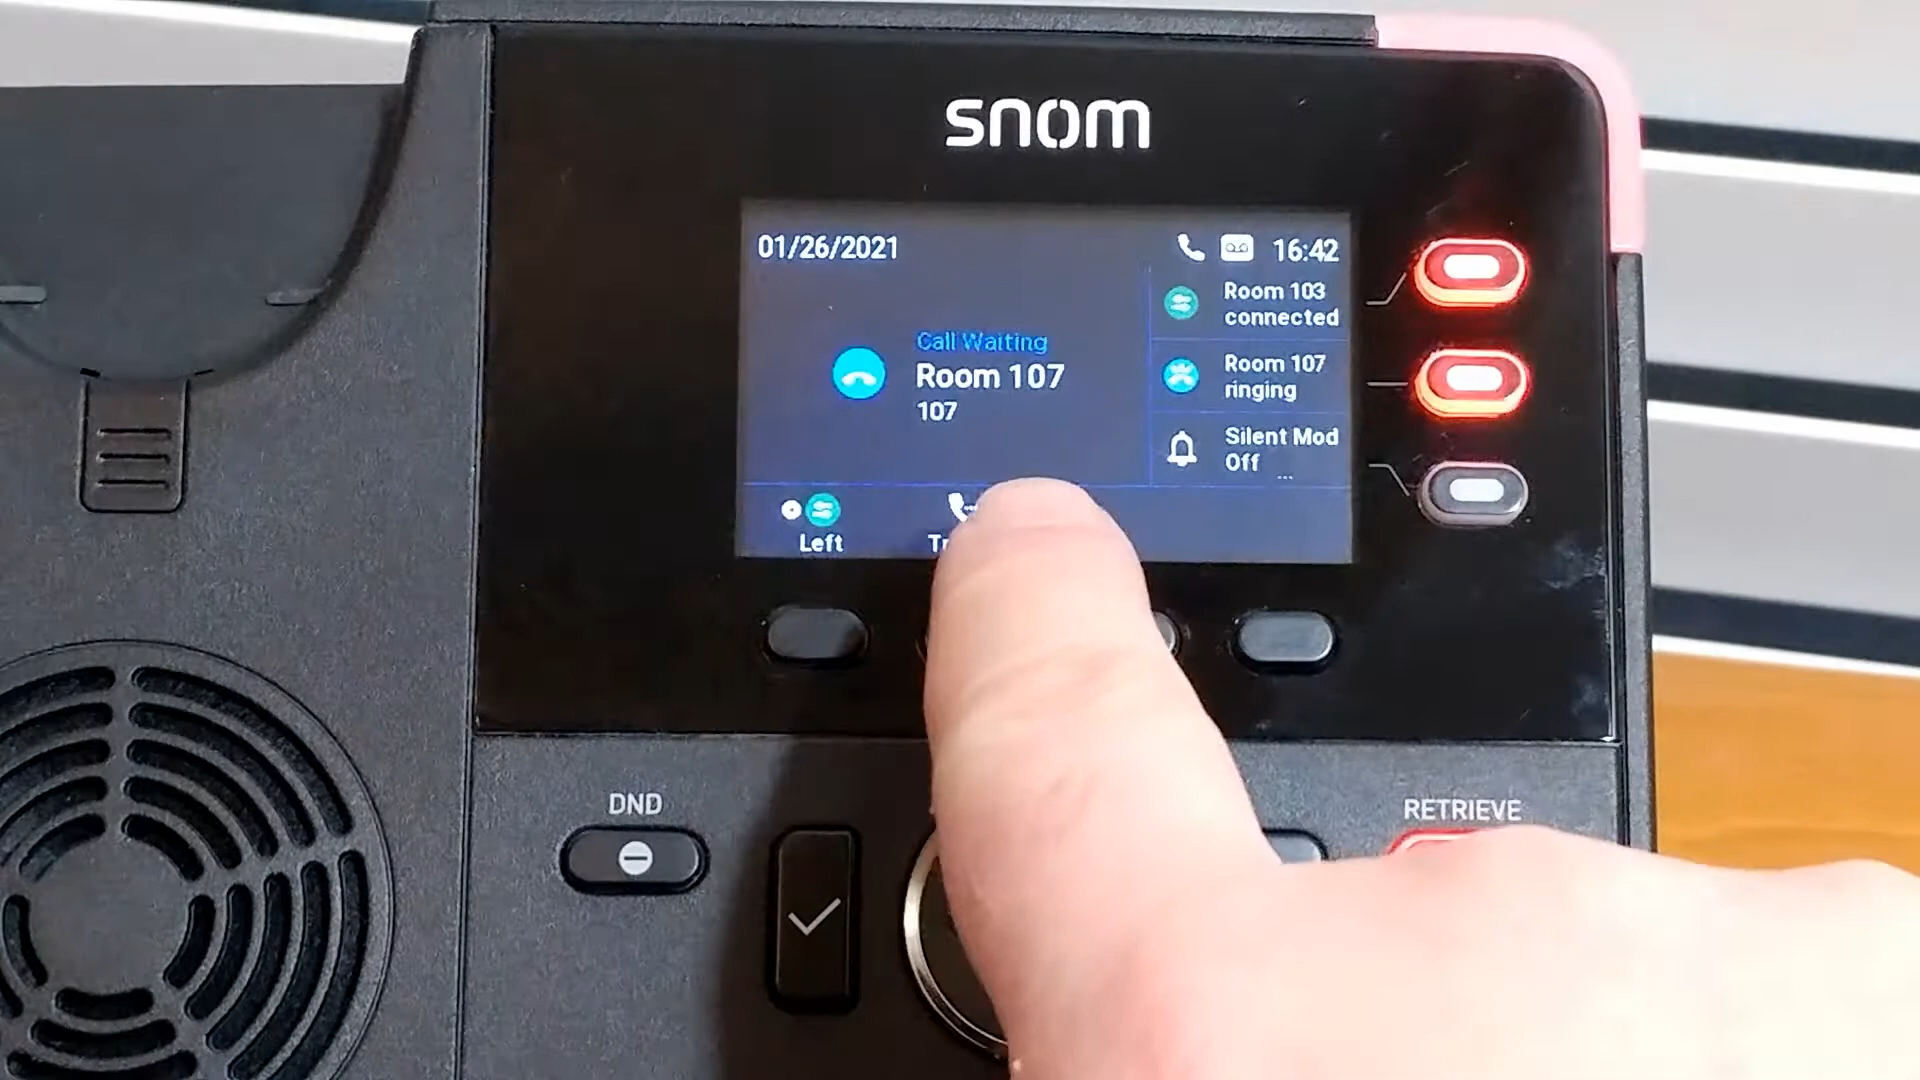 snom
01/26/2021
16:42
Room 103
connected
Call Waiting
Room 107
107
Room 107
ringing
Silent Mod
Off
...
Left
DND
RETRIEVE